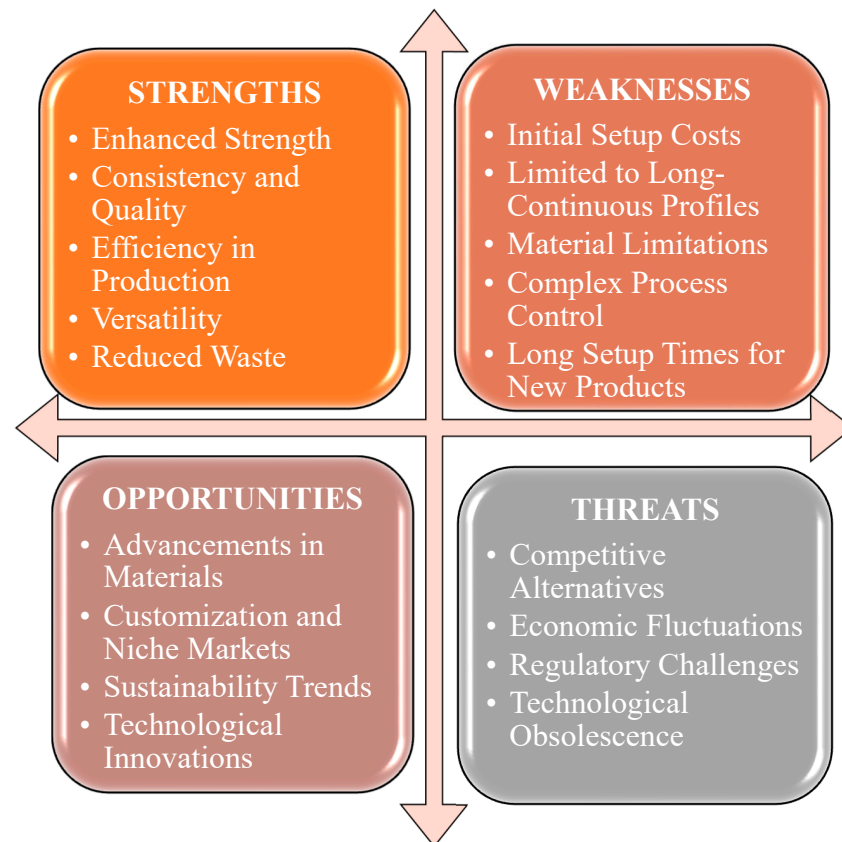 STRENGTHS
• Enhanced Strength
• Consistency and
Quality
• Efficiency in
Production
• Versatility
• Reduced Waste
WEAKNESSES
• Initial Setup Costs
• Limited to Long-
Continuous Profiles
• Material Limitations
• Complex Process
Control
• Long Setup Times for
New Products
OPPORTUNITIES
• Advancements in
Materials
• Customization and
Niche Markets
• Sustainability Trends
• Technological
Innovations
THREATS
• Competitive
Alternatives
• Economic Fluctuations
• Regulatory Challenges
• Technological
Obsolescence